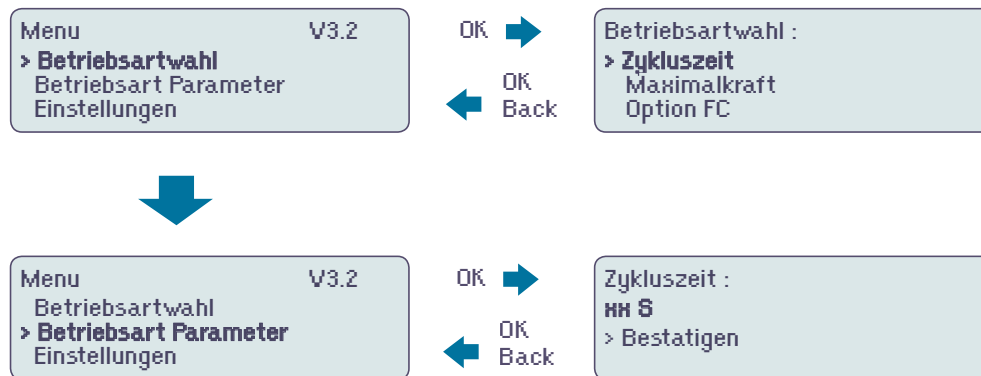 Menu V3.2
> Betriebsartwahl
Betriebsart Parameter
Einstellungen
OK
OK
Back
Betriebsartwahl :
> Zykluszeit
Maximalkraft
Option FC
Menu V3.2
Betriebsartwahl
> Betriebsart Parameter
Einstellungen
OK
OK
Back
Zykluszeit :
xx S
> Bestatigen